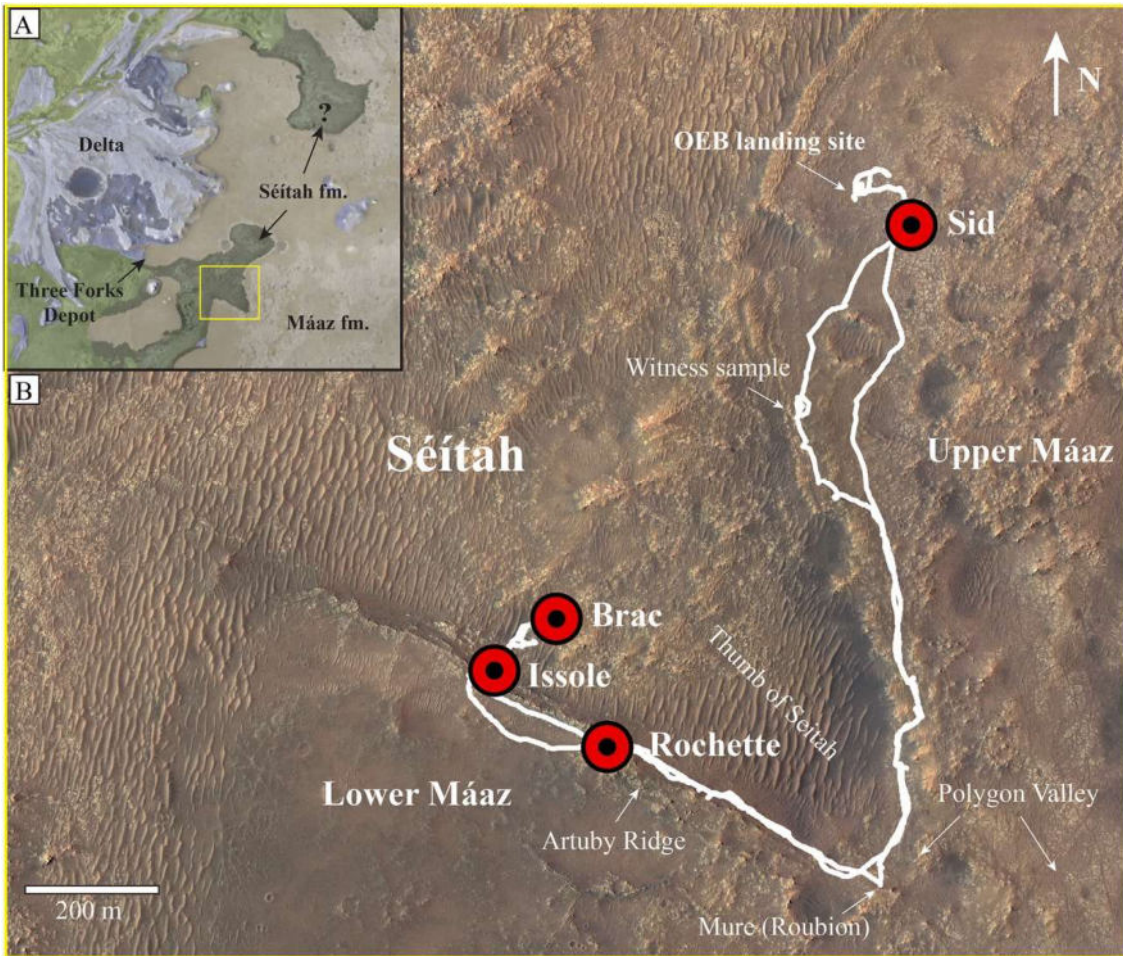 A
Delta
?
Séítah fm.
Three Forks
Depot
Máaz fm.
B
N
OEB landing site
Sid
Witness sample
Séítah
Upper Máaz
Brac
Issole
Thumb of Seitah
Rochette
Lower Máaz
Polygon Valley
Artuby Ridge
200 m
Mure (Roubion)